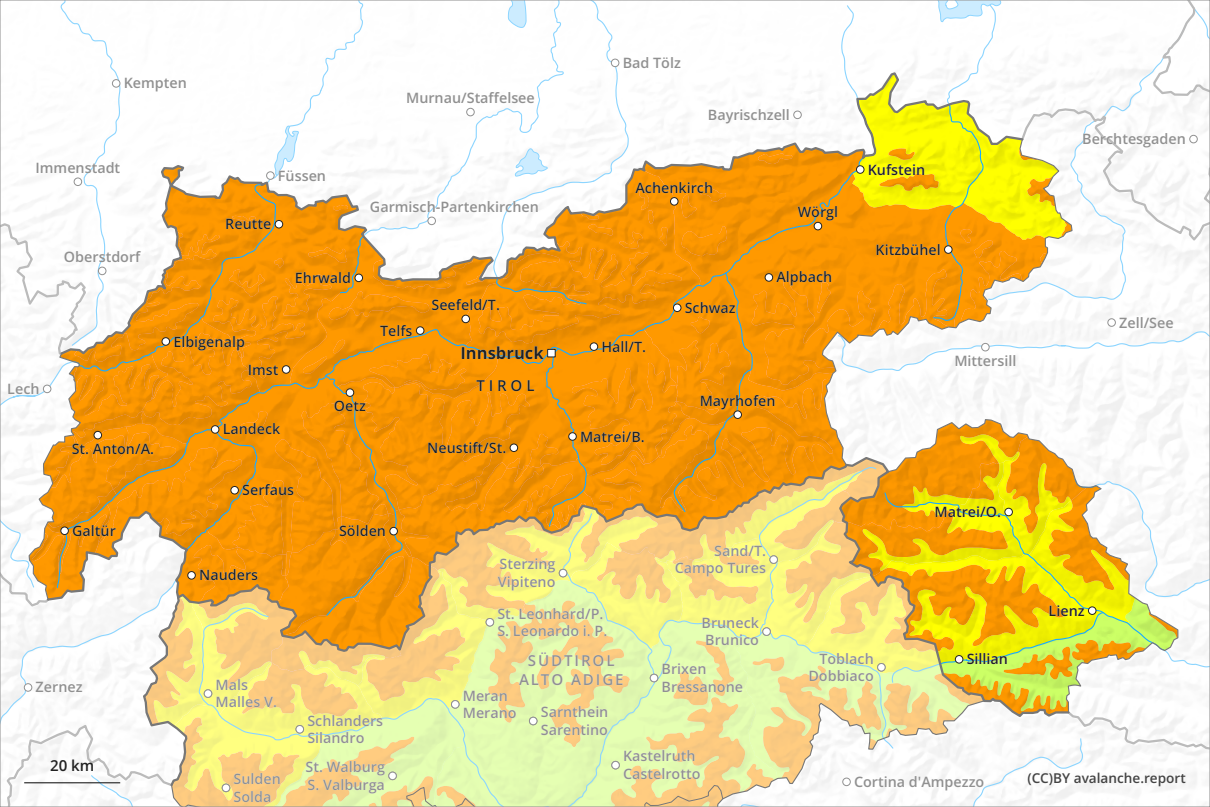 Bad Tölz
Kempten
Murnau/Staffelsee
Bayrischzell
Berchtesgaden
Immenstadt
Füssen
Kufstein
Achenkirch
Garmisch-Partenkirchen
Wörgl
Reutte
Kitzbühel
Oberstdorf
Ehrwald
Alpbach
Seefeld/T.
Schwaz
Zell/See
Telfs
Elbigenalp
Hall/T.
Innsbruck
Mittersill
Imst
TIROL
Lech
Oetz
Mayrhofen
Landeck
Matrei/B.
St. Anton/A.
Neustift/St.
Serfaus
Matrei/O.
Galtür
Sölden
Sand/T.
Campo Tures
Sterzing
Vipiteno
Nauders
Lienz
St. Leonhard/P.
S. Leonardo i. P.
Bruneck
Brunico
Sillian
SÜDTIROL
ALTO ADIGE
Toblach
Dobbiaco
Brixen
Bressanone
Zernez
Mals
Malles V.
Meran
Merano
Sarnthein
Sarentino
Schlanders
Silandro
Kastelruth
Castelrotto
St. Walburg
S. Valburga
20 km
Sulden
Solda
Cortina d'Ampezzo
(CC)BY avalanche.report